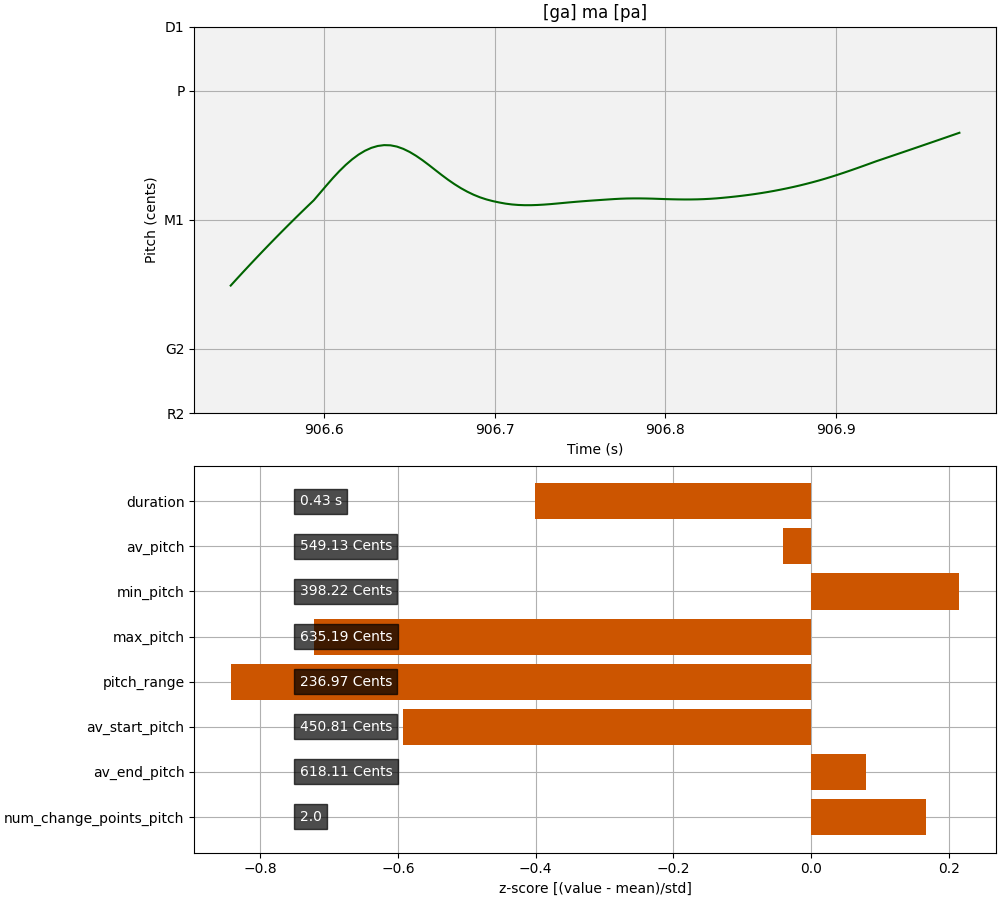 [ga] ma [pa]
D1
P
M1
G2
R2
Pitch (cents)
906.6 906.7 906.8 906.9
Time (s)
duration 0.43 s
av_pitch 549.13 Cents
min_pitch 398.22 Cents
max_pitch 635.19 Cents
pitch_range 236.97 Cents
av_start_pitch 450.81 Cents
av_end_pitch 618.11 Cents
num_change_points_pitch 2.0
−0.8 −0.6 −0.4 −0.2 0.0 0.2
z-score [(value - mean)/std]